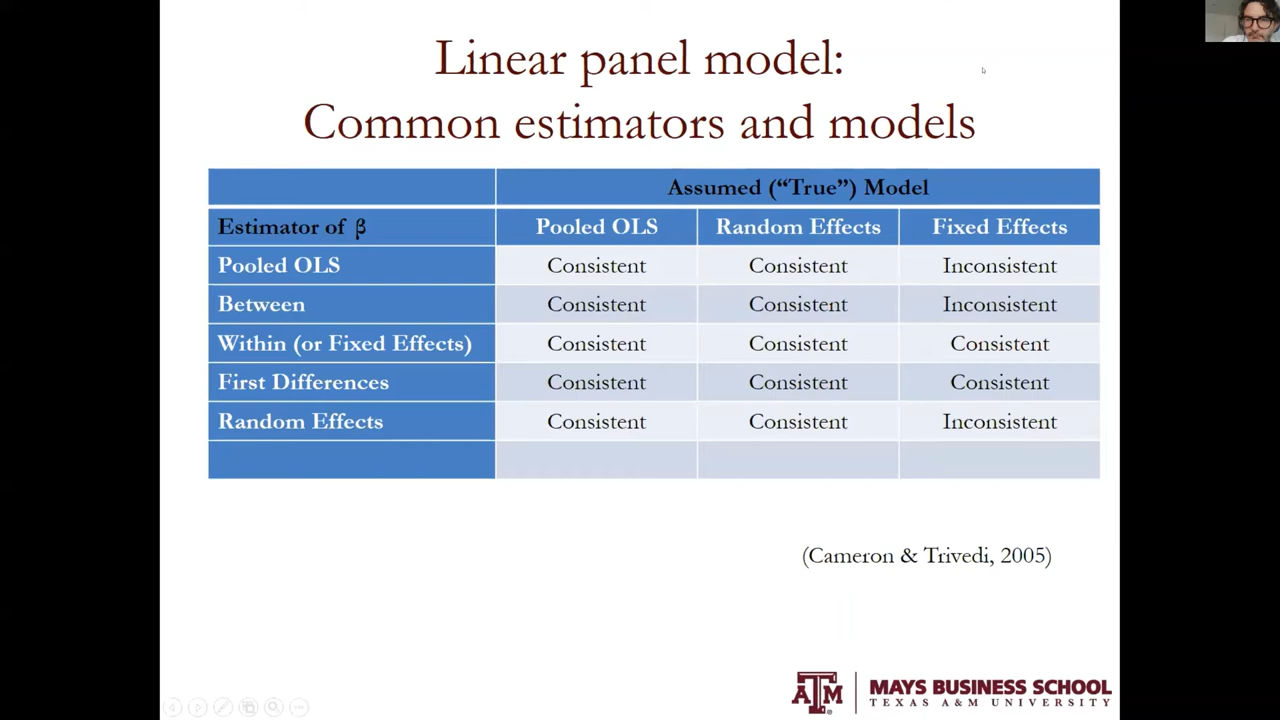 Linear panel model:
Common estimators and models
Assumed (“True”) Model
Estimator of β Pooled OLS Random Effects Fixed Effects
Pooled OLS Consistent Consistent Inconsistent
Between Consistent Consistent Inconsistent
Within (or Fixed Effects) Consistent Consistent Consistent
First Differences Consistent Consistent Consistent
Random Effects Consistent Consistent Inconsistent
(Cameron & Trivedi, 2005)
ATM MAYS BUSINESS SCHOOL
TEXAS A&M UNIVERSITY